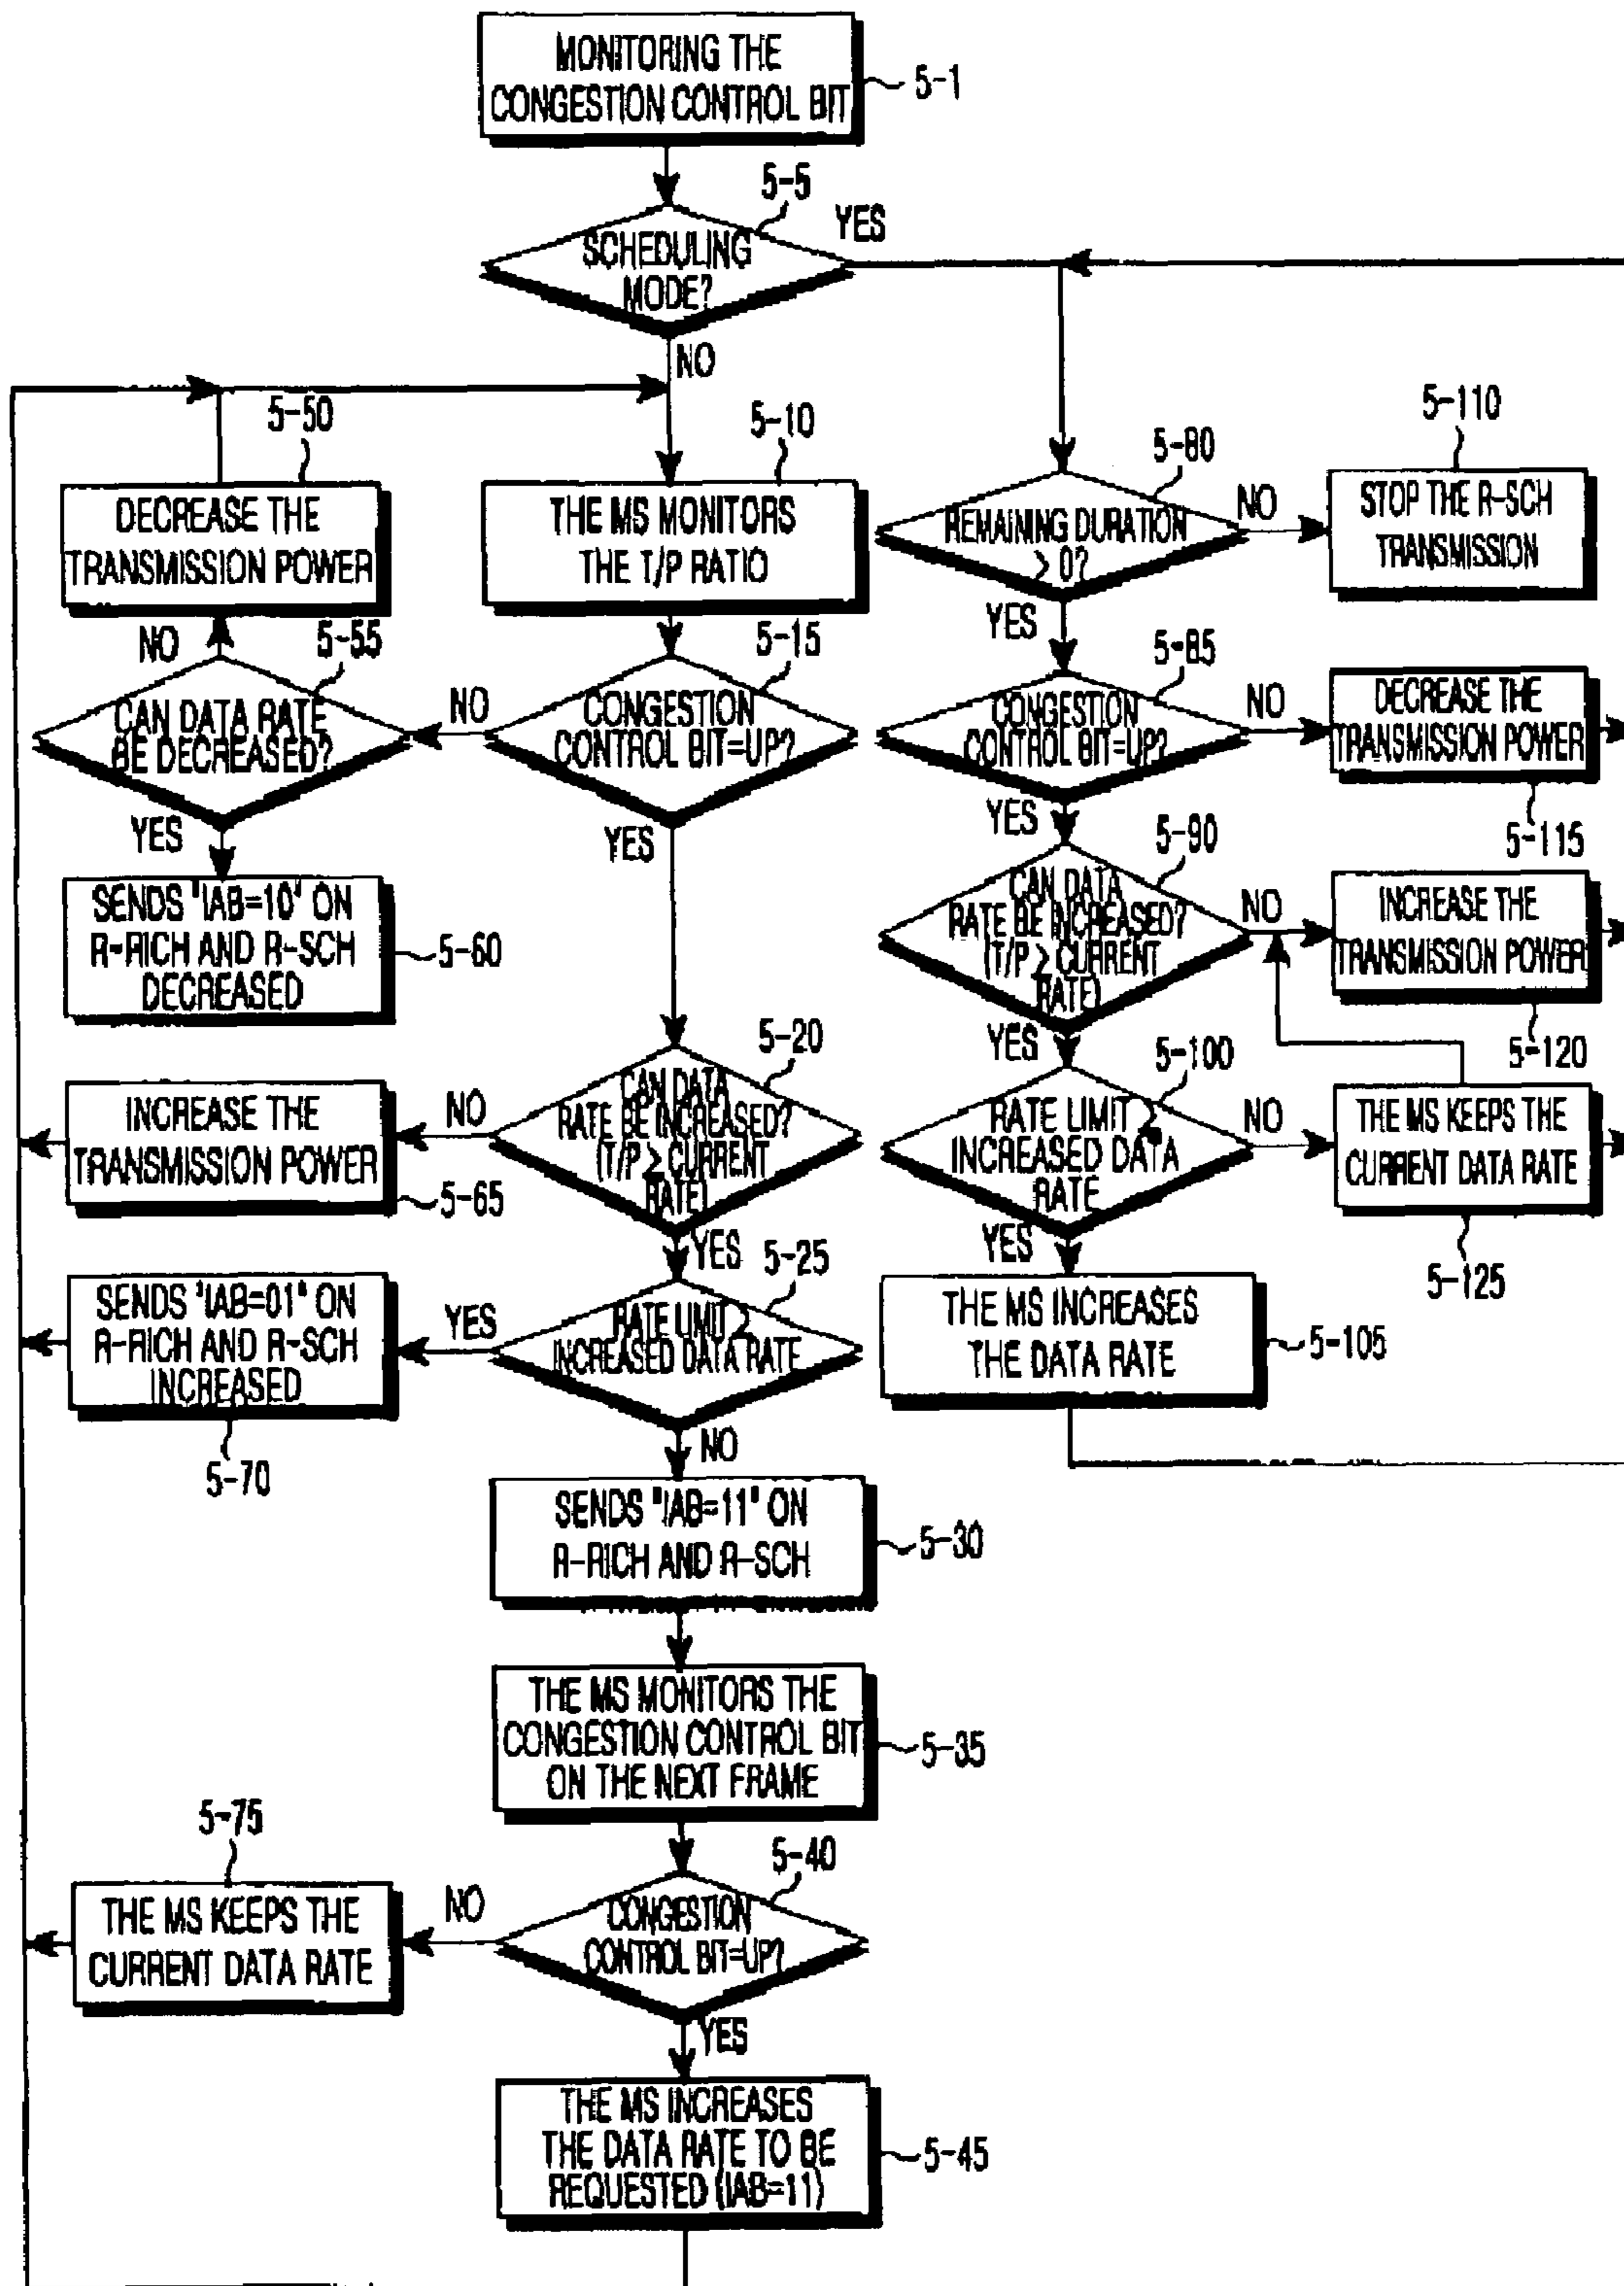 MONITORING THE
CONGESTION CONTROL BIT
5-1
5-5
SCHEDULING
MODE?
YES
NO
5-50
DECREASE THE
TRANSMISSION POWER
5-10
THE MS MONITORS
THE T/P RATIO
5-80
REMAINING DURATION
> 0?
NO
YES
5-110
STOP THE R-SCH
TRANSMISSION
NO
5-55
CAN DATA RATE
BE DECREASED?
YES
NO
5-15
CONGESTION
CONTROL BIT=UP?
YES
5-85
CONGESTION
CONTROL BIT=UP?
NO
YES
DECREASE THE
TRANSMISSION POWER
5-115
SENDS "IAB=10" ON
R-RICH AND R-SCH
DECREASED
5-60
5-90
CAN DATA
RATE BE INCREASED?
(T/P ≥ CURRENT
RATE)
NO
YES
INCREASE THE
TRANSMISSION POWER
5-120
5-20
CAN DATA
RATE BE INCREASED?
(T/P ≥ CURRENT
RATE)
NO
YES
INCREASE THE
TRANSMISSION POWER
5-65
5-100
RATE LIMIT ≥
INCREASED DATA
RATE
NO
YES
THE MS KEEPS THE
CURRENT DATA RATE
5-125
5-25
RATE LIMIT ≥
INCREASED DATA RATE
YES
NO
SENDS "IAB=01" ON
R-RICH AND R-SCH
INCREASED
5-70
THE MS INCREASES
THE DATA RATE
5-105
SENDS "IAB=11" ON
R-RICH AND R-SCH
5-30
THE MS MONITORS THE
CONGESTION CONTROL BIT
ON THE NEXT FRAME
5-35
5-40
CONGESTION
CONTROL BIT=UP?
NO
YES
5-75
THE MS KEEPS THE
CURRENT DATA RATE
THE MS INCREASES
THE DATA RATE TO BE
REQUESTED (IAB=11)
5-45